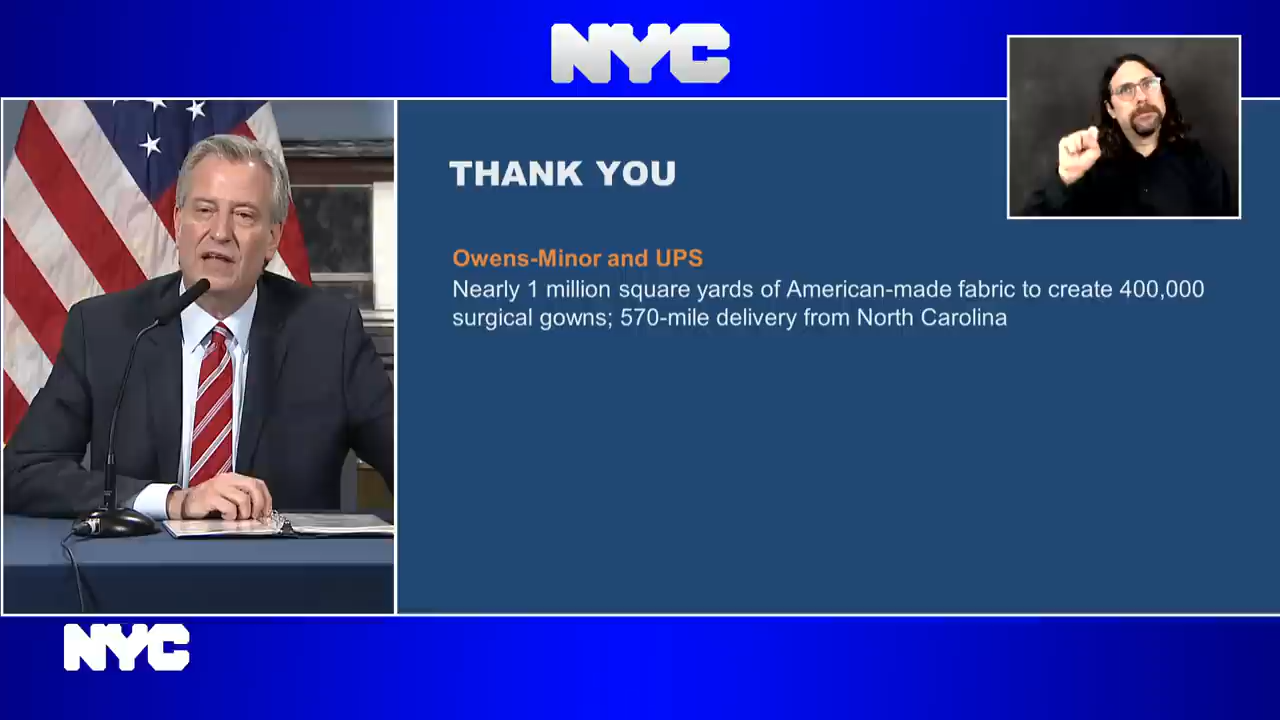 NYC
THANK YOU
Owens-Minor and UPS
Nearly 1 million square yards of American-made fabric to create 400,000
surgical gowns; 570-mile delivery from North Carolina
NYC